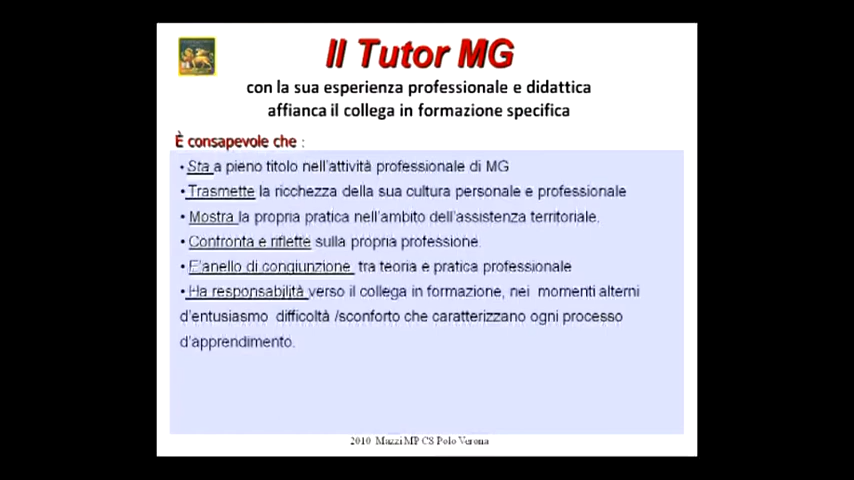 Il Tutor MG
con la sua esperienza professionale e didattica
affianca il collega in formazione specifica
È consapevole che :
• Sta a pieno titolo nell'attività professionale di MG
• Trasmette la ricchezza della sua cultura personale e professionale
• Mostra la propria pratica nell'ambito dell'assistenza territoriale.
• Confronta e riflette sulla propria professione.
• E'anello di congiunzione tra teoria e pratica professionale
• Ha responsabilità verso il collega in formazione, nei momenti alterni
d'entusiasmo difficoltà /sconforto che caratterizzano ogni processo
d'apprendimento.
2010 Mazzi MP CS Polo Verona